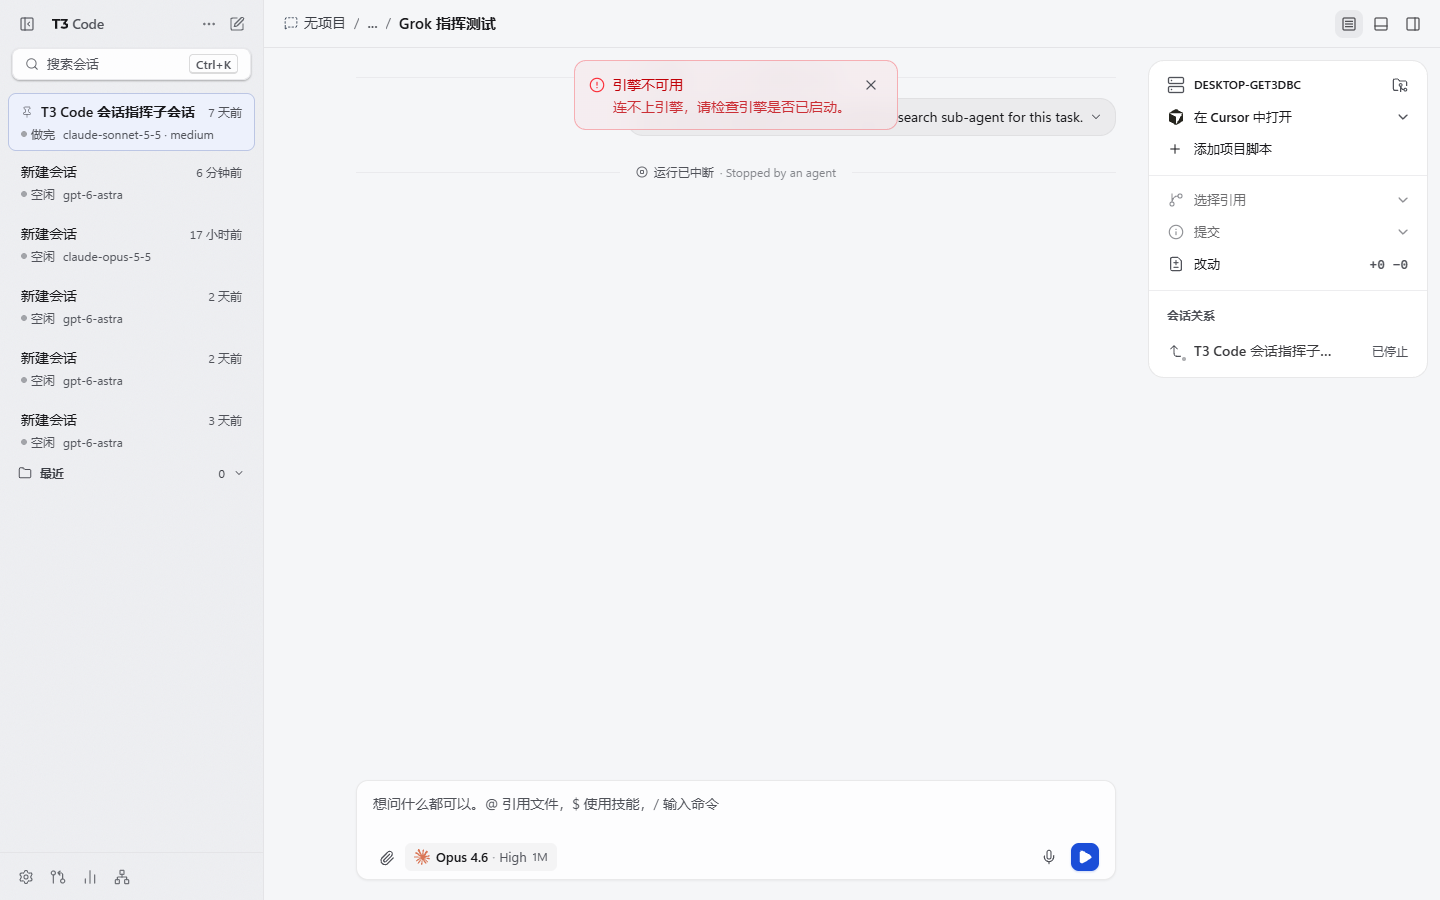 T3 Code
搜索会话
Ctrl+K
T3 Code 会话指挥子会话 7 天前
做完 claude-sonnet-5-5 · medium
新建会话 6 分钟前
空闲 gpt-6-astra
新建会话 17 小时前
空闲 claude-opus-5-5
新建会话 2 天前
空闲 gpt-6-astra
新建会话 2 天前
空闲 gpt-6-astra
新建会话 3 天前
空闲 gpt-6-astra
最近 0
无项目 / ... / Grok 指挥测试
引擎不可用
连不上引擎，请检查引擎是否已启动。
search sub-agent for this task.
运行已中断 · Stopped by an agent
想问什么都可以。@ 引用文件，$ 使用技能，/ 输入命令
Opus 4.6 · High 1M
DESKTOP-GET3DBC
在 Cursor 中打开
添加项目脚本
选择引用
提交
改动 +0 −0
会话关系
T3 Code 会话指挥子... 已停止